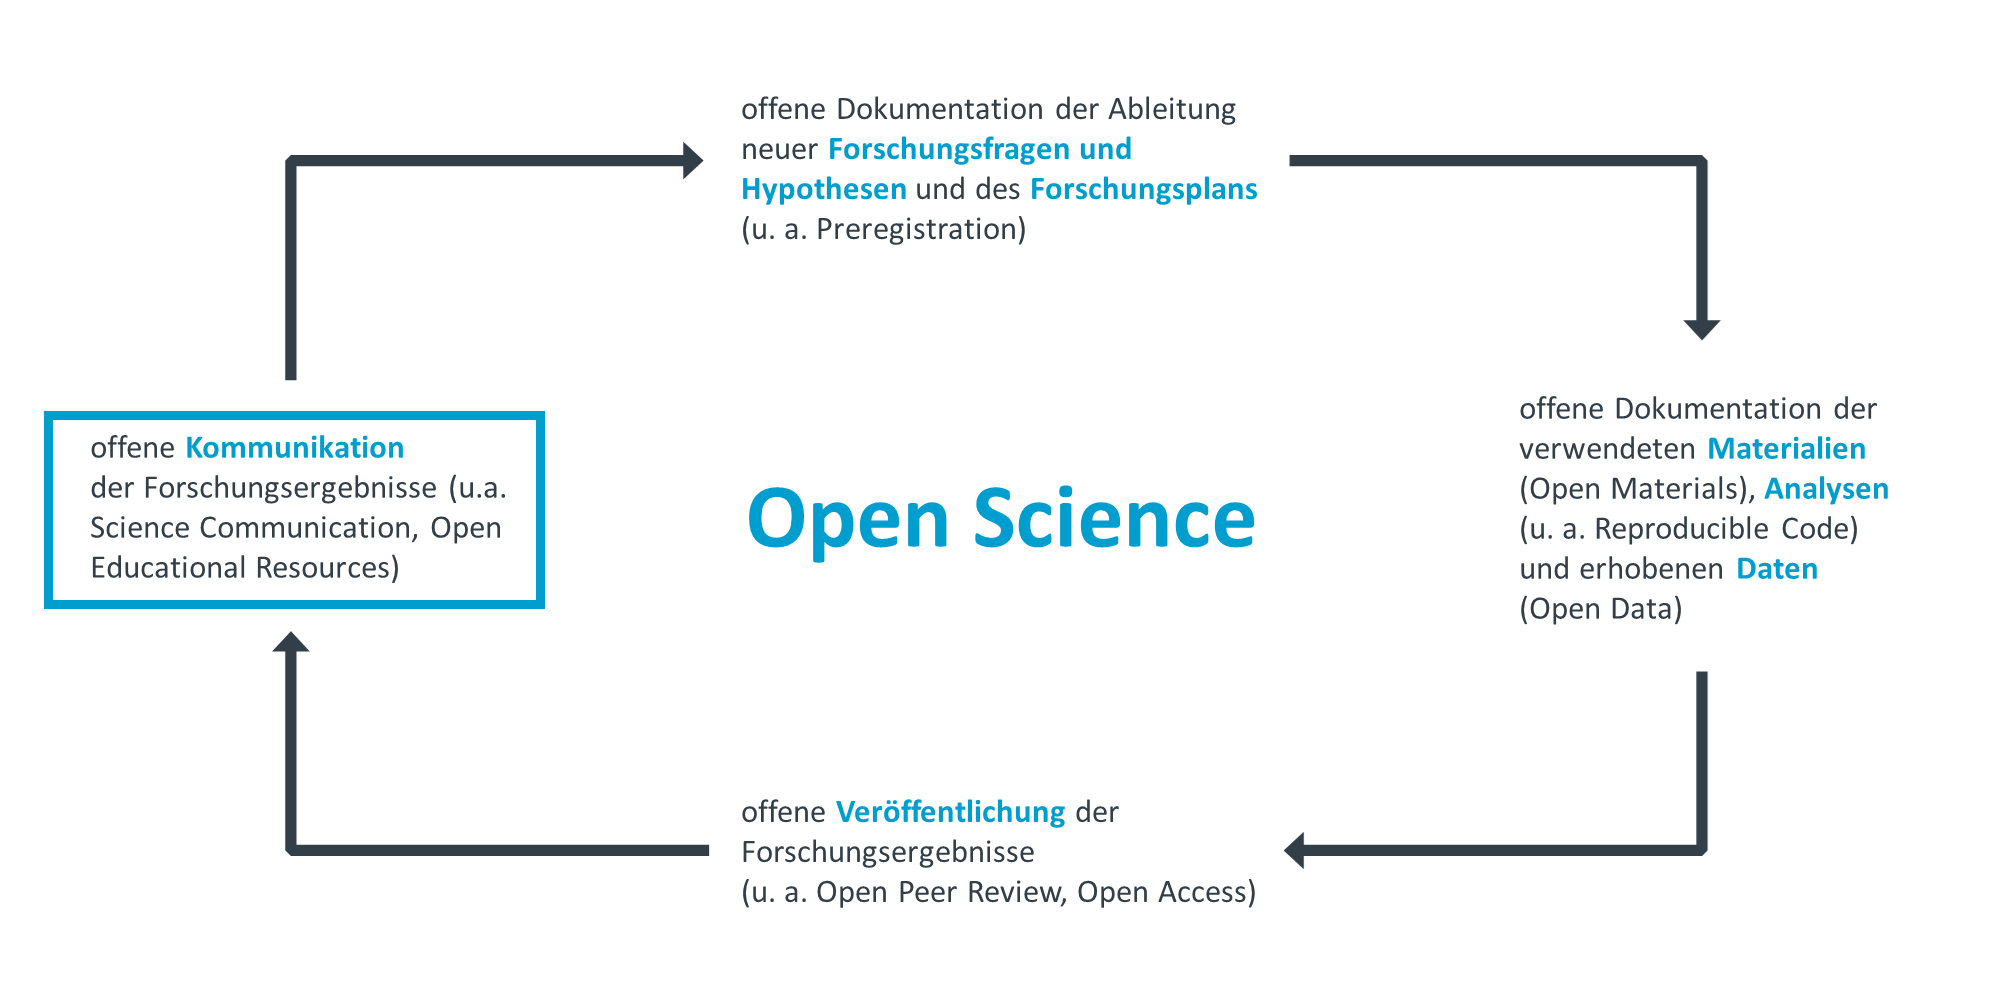 offene Dokumentation der Ableitung
neuer Forschungsfragen und
Hypothesen und des Forschungsplans
(u. a. Preregistration)
offene Dokumentation der
verwendeten Materialien
(Open Materials), Analysen
(u. a. Reproducible Code)
und erhobenen Daten
(Open Data)
offene Veröffentlichung der
Forschungsergebnisse
(u. a. Open Peer Review, Open Access)
offene Kommunikation
der Forschungsergebnisse (u.a.
Science Communication, Open
Educational Resources)
Open Science